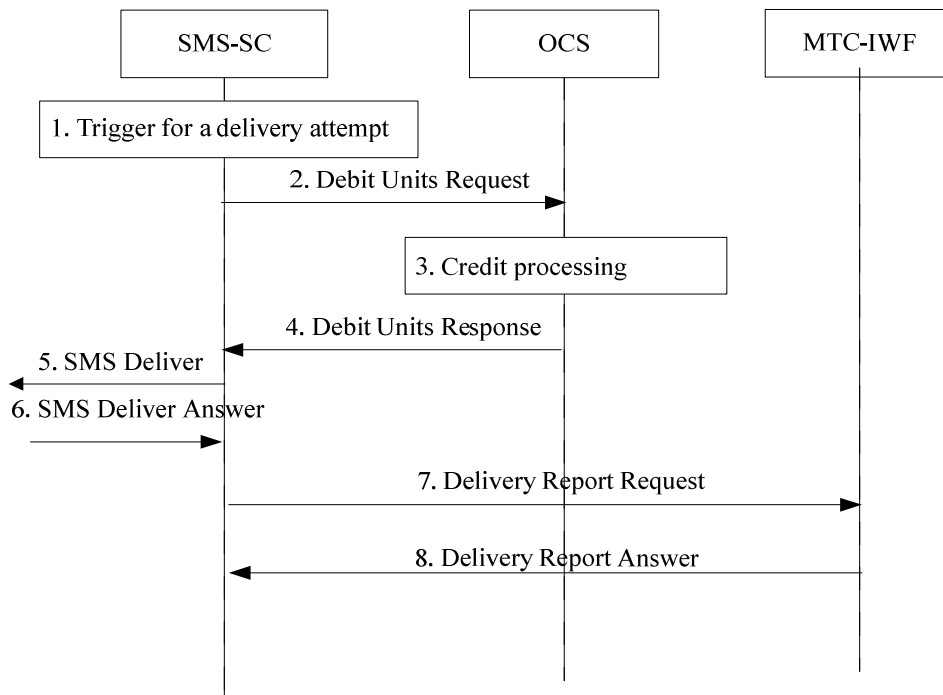 SMS-SC
OCS
MTC-IWF
1. Trigger for a delivery attempt
2. Debit Units Request
3. Credit processing
4. Debit Units Response
5. SMS Deliver
6. SMS Deliver Answer
7. Delivery Report Request
8. Delivery Report Answer